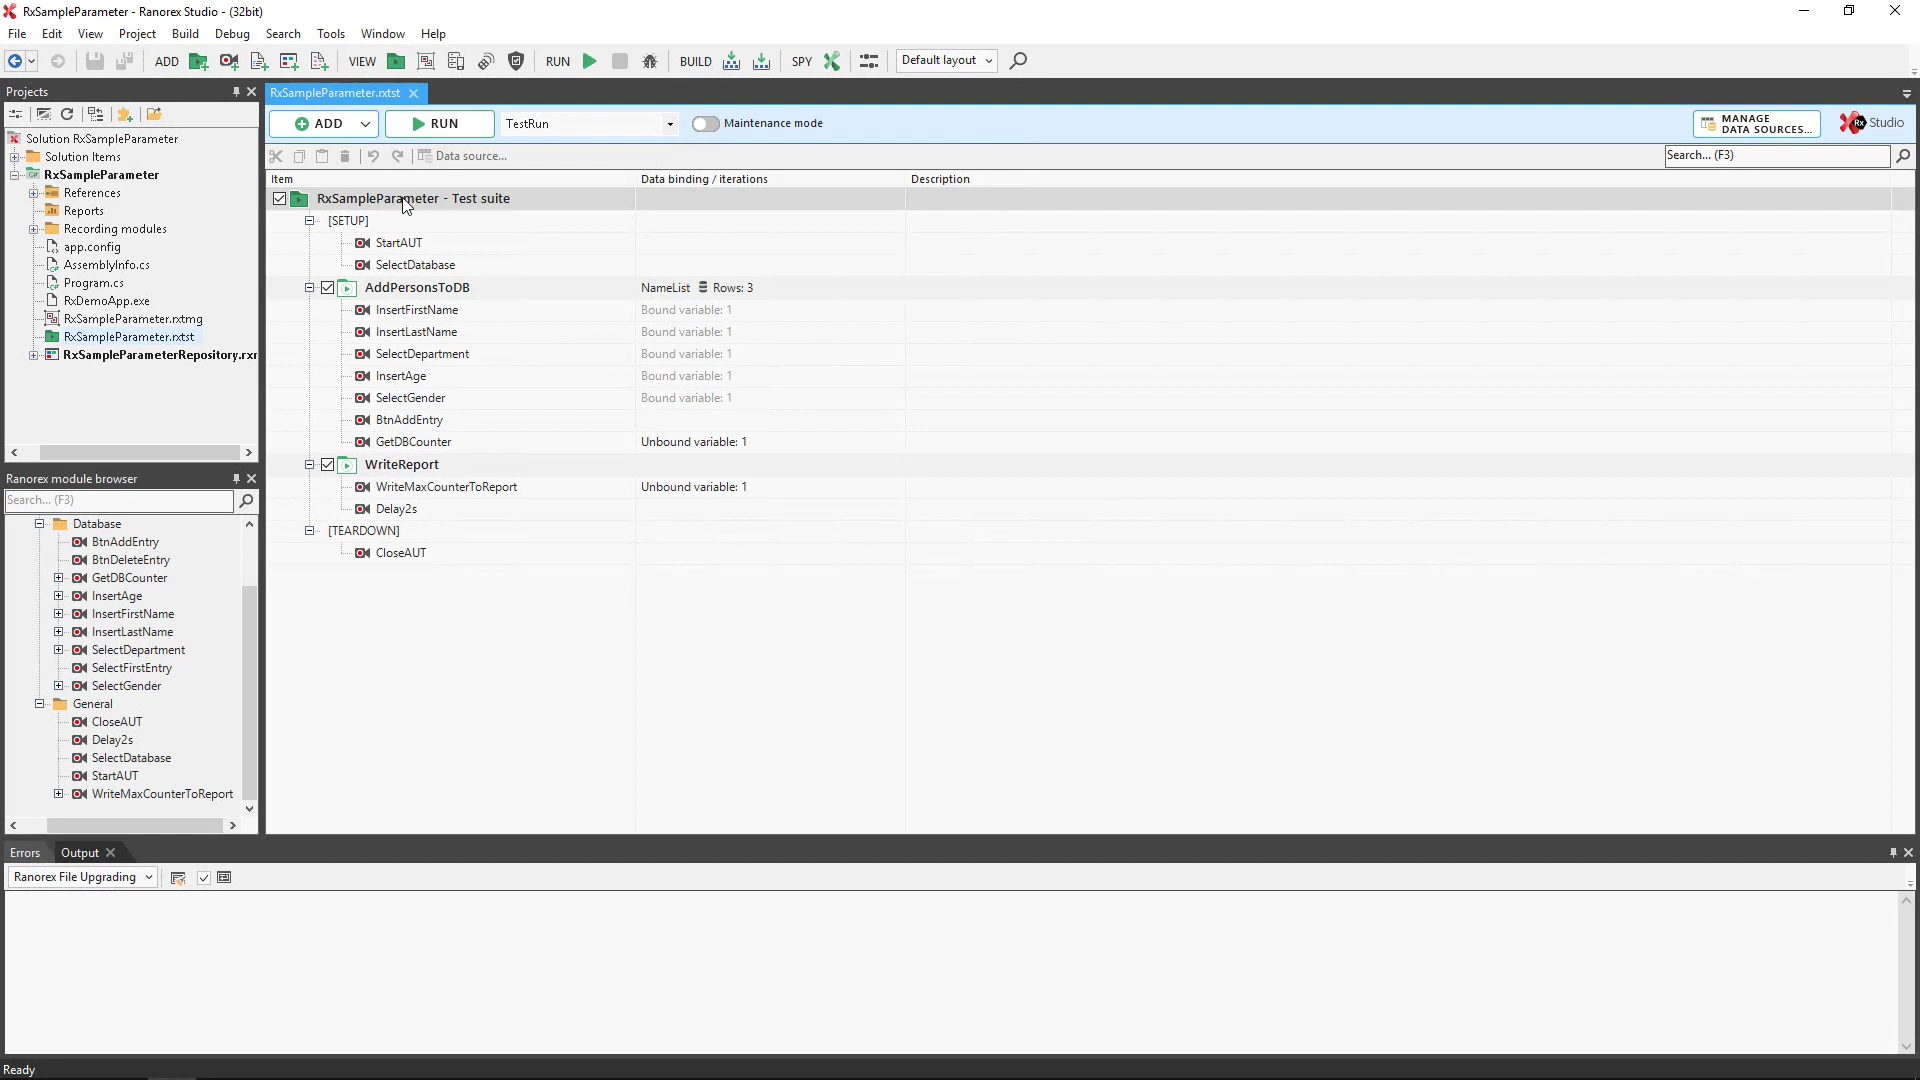 RxSampleParameter - Ranorex Studio - (32bit)
File Edit View Project Build Debug Search Tools Window Help
ADD VIEW RUN BUILD SPY Default layout
Projects
Solution RxSampleParameter
Solution Items
RxSampleParameter
References
Reports
Recording modules
app.config
AssemblyInfo.cs
Program.cs
RxDemoApp.exe
RxSampleParameter.rxtmg
RxSampleParameter.rxtst
RxSampleParameterRepository.rxr
Ranorex module browser
Search... (F3)
Database
BtnAddEntry
BtnDeleteEntry
GetDBCounter
InsertAge
InsertFirstName
InsertLastName
SelectDepartment
SelectFirstEntry
SelectGender
General
CloseAUT
Delay2s
SelectDatabase
StartAUT
WriteMaxCounterToReport
RxSampleParameter.rxtst
ADD RUN TestRun Maintenance mode MANAGE DATA SOURCES... Rx Studio
Data source... Search... (F3)
Item Data binding / iterations Description
RxSampleParameter - Test suite
[SETUP]
StartAUT
SelectDatabase
AddPersonsToDB NameList Rows: 3
InsertFirstName Bound variable: 1
InsertLastName Bound variable: 1
SelectDepartment Bound variable: 1
InsertAge Bound variable: 1
SelectGender Bound variable: 1
BtnAddEntry
GetDBCounter Unbound variable: 1
WriteReport
WriteMaxCounterToReport Unbound variable: 1
Delay2s
[TEARDOWN]
CloseAUT
Errors Output
Ranorex File Upgrading
Ready